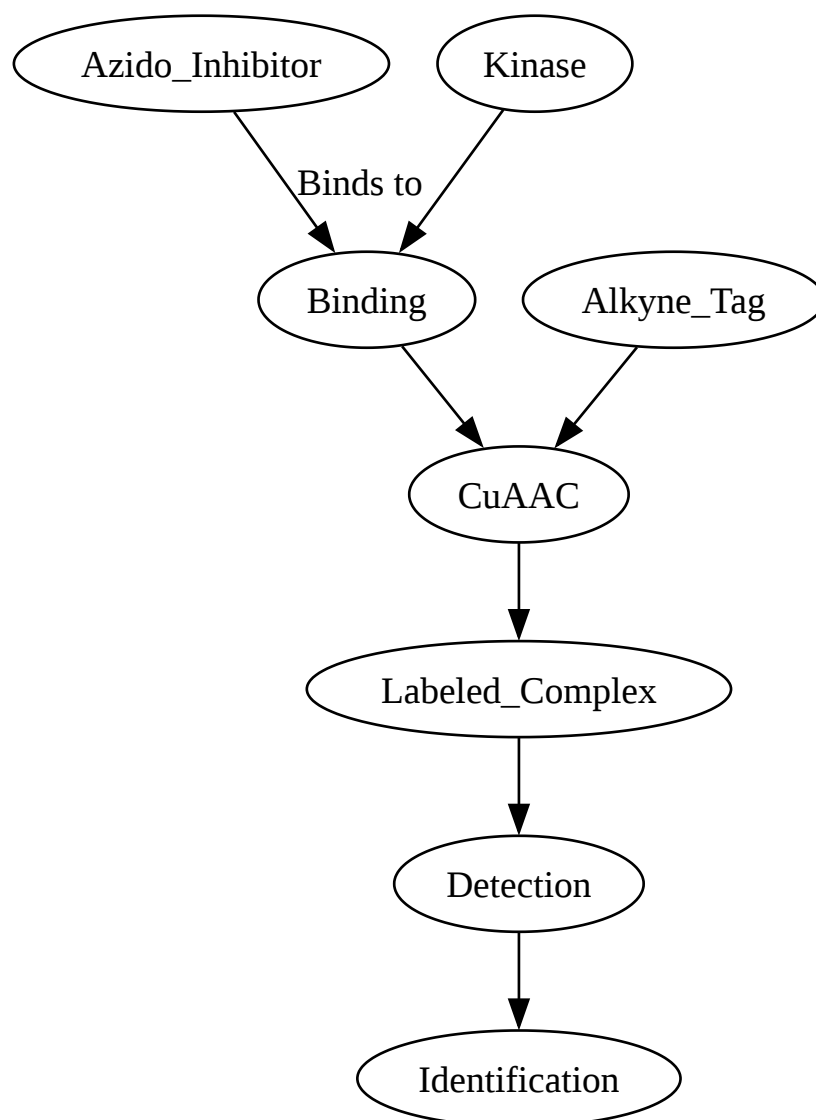 Azido_Inhibitor
Kinase
Binds to
Binding
Alkyne_Tag
CuAAC
Labeled_Complex
Detection
Identification